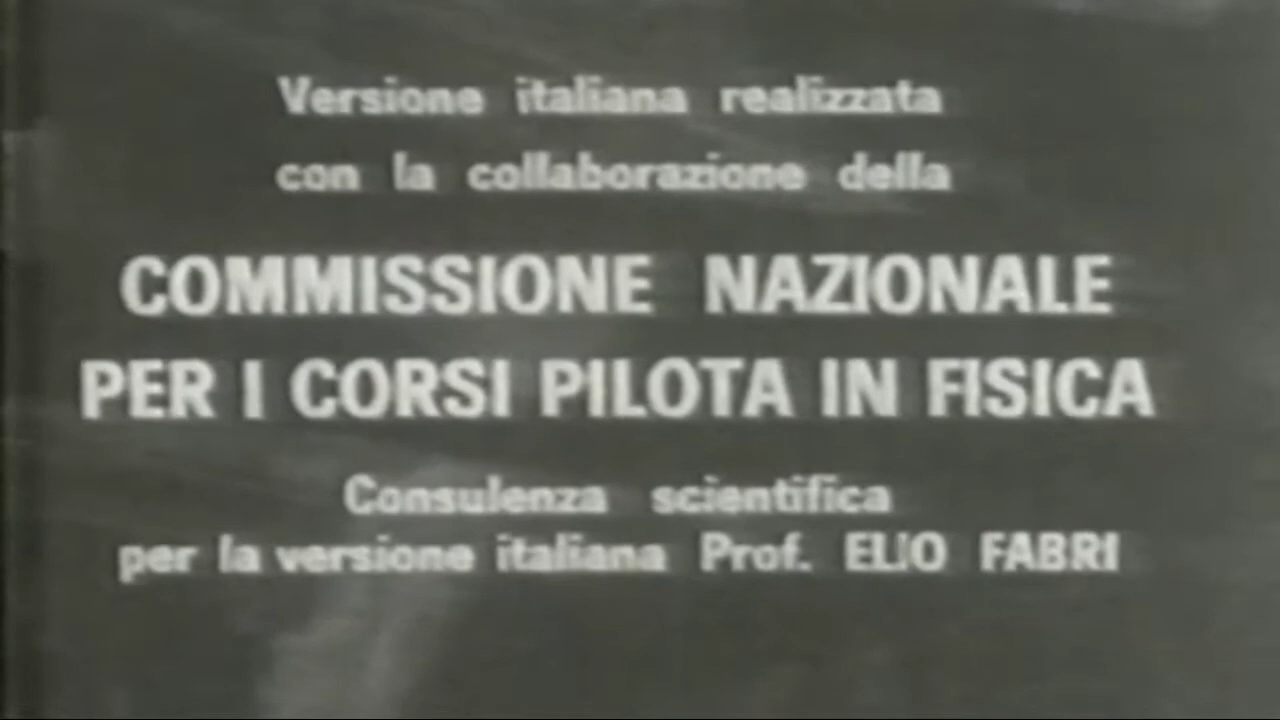 Versione italiana realizzata
con la collaborazione della
COMMISSIONE NAZIONALE
PER I CORSI PILOTA IN FISICA
Consulenza scientifica
per la versione italiana Prof. ELIO FABRI